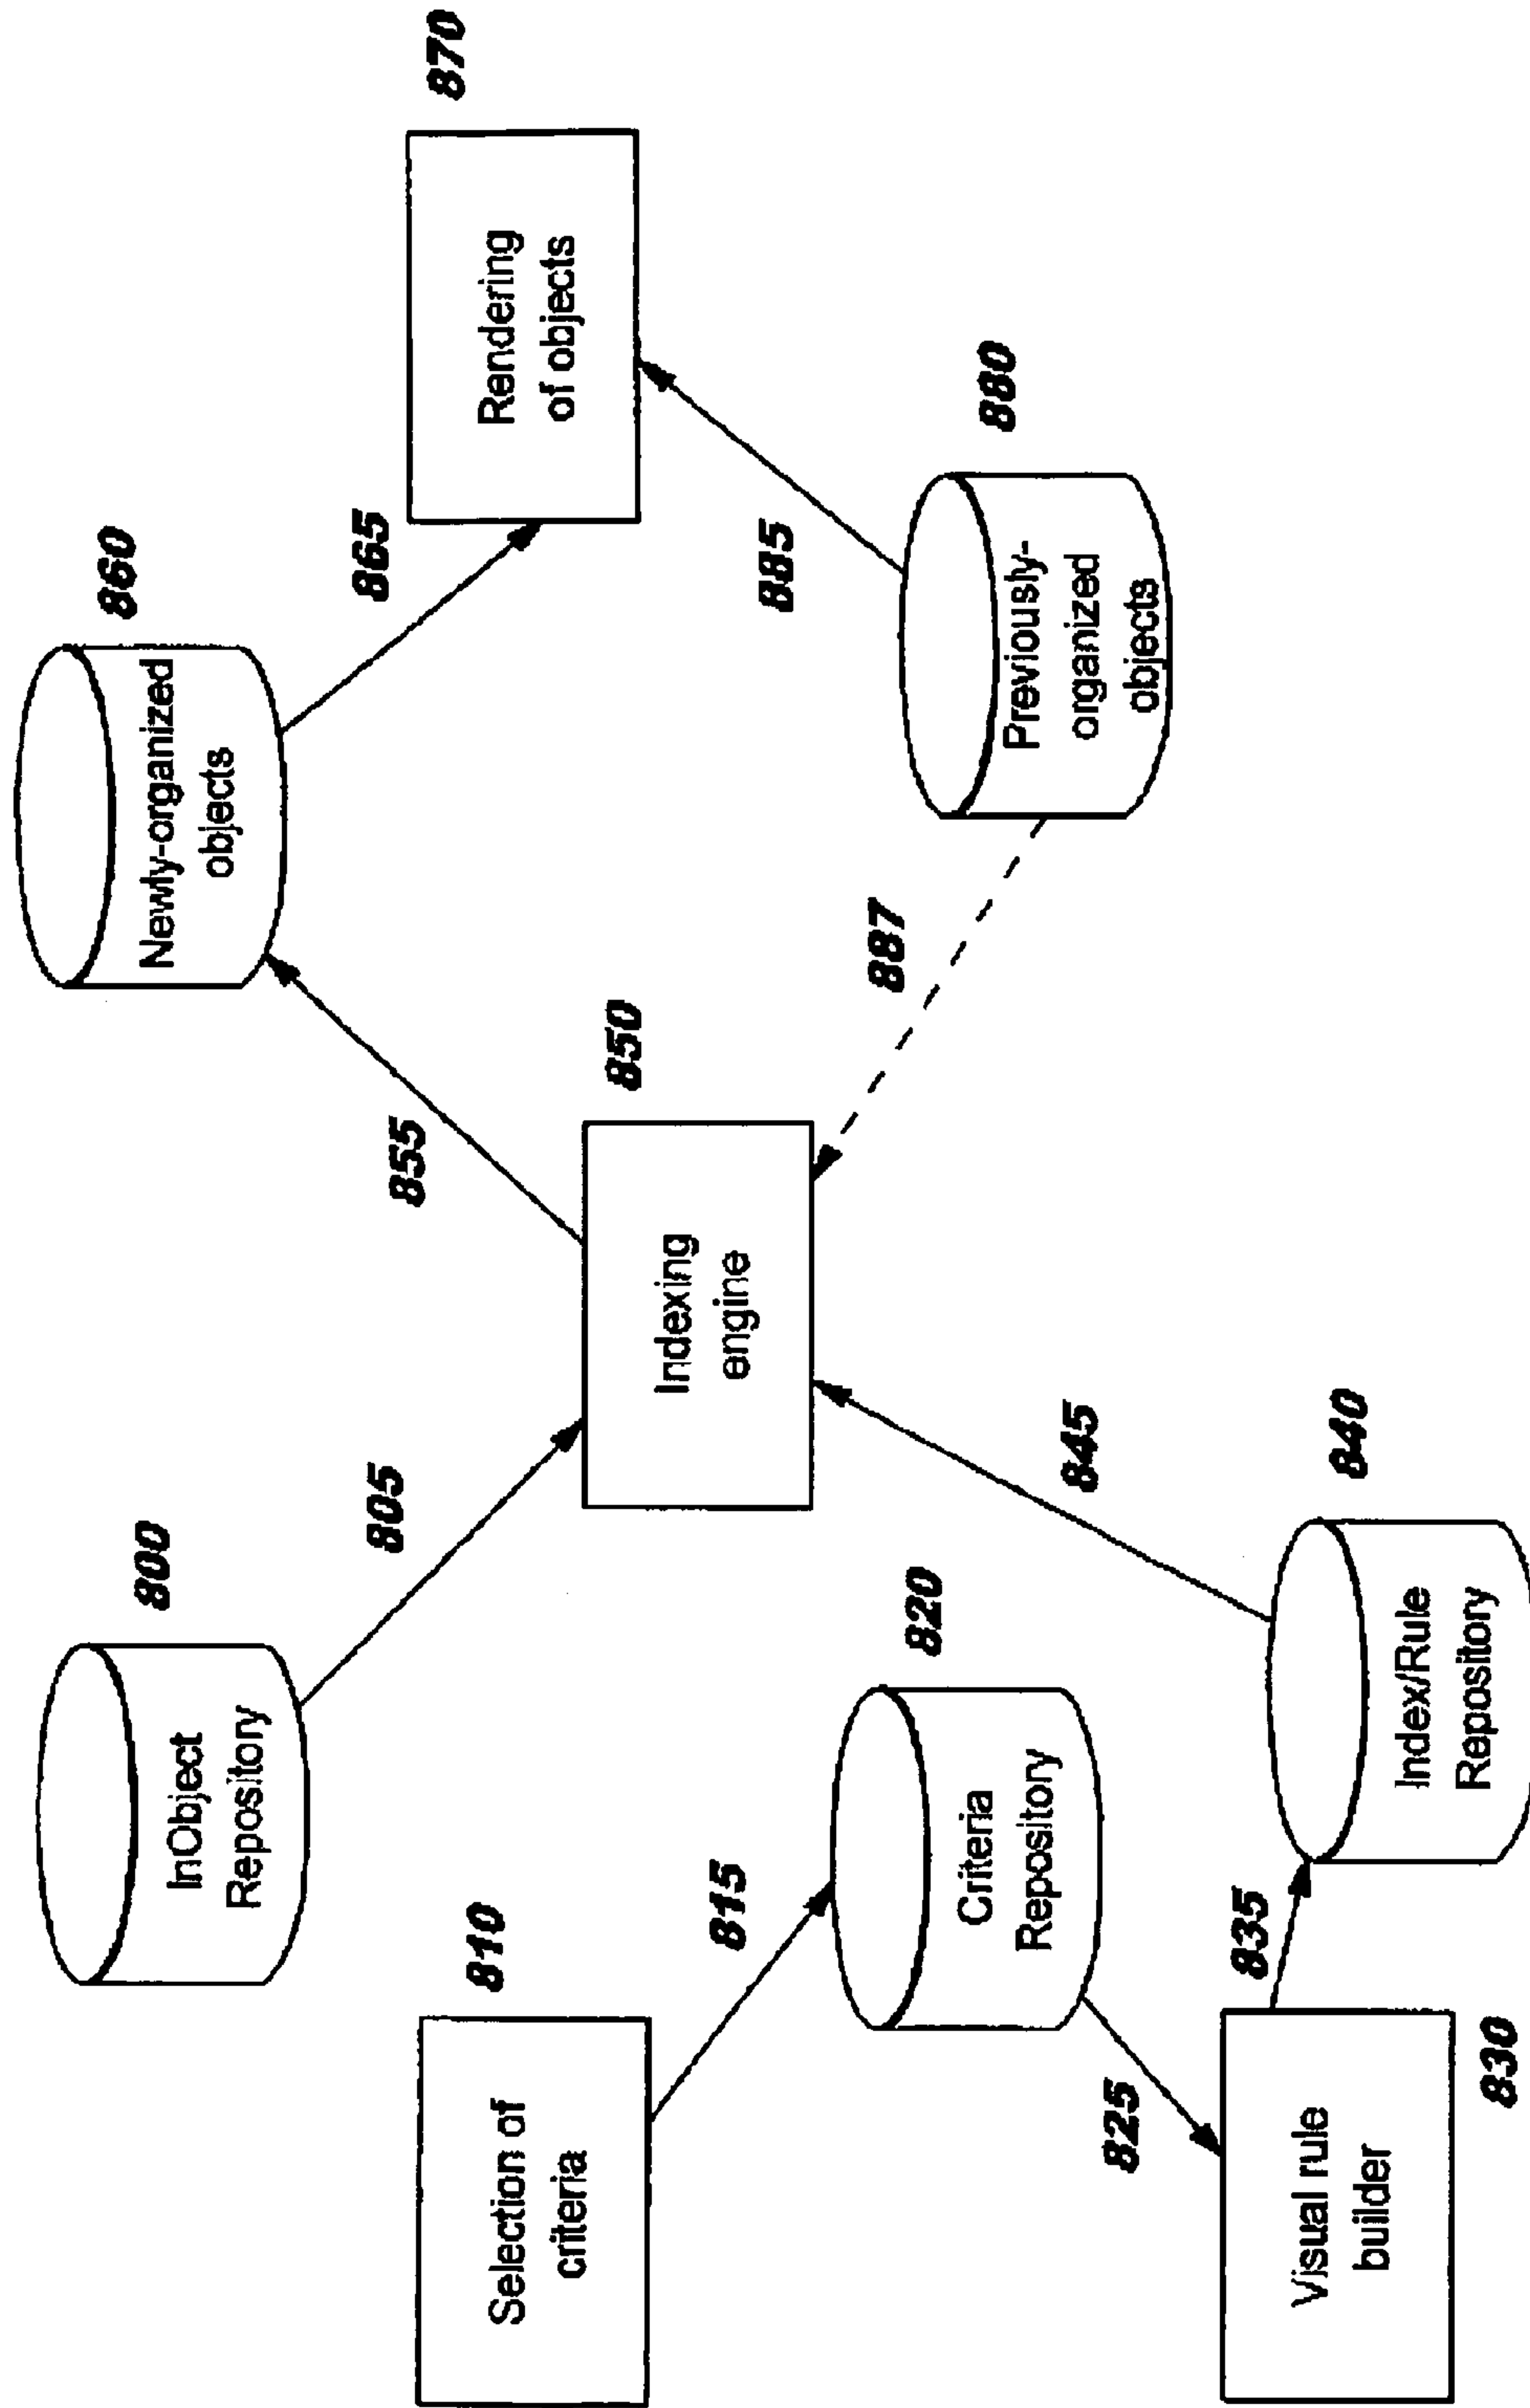 InObject
Repository
800
805
Selection of
criteria
810
815
Criteria
Repository
820
825
Visual rule
builder
830
835
Index/Rule
Repository
840
845
Indexing
engine
850
855
Newly-organized
objects
860
865
Rendering
of objects
870
Previously-
organized
objects
880
885
887